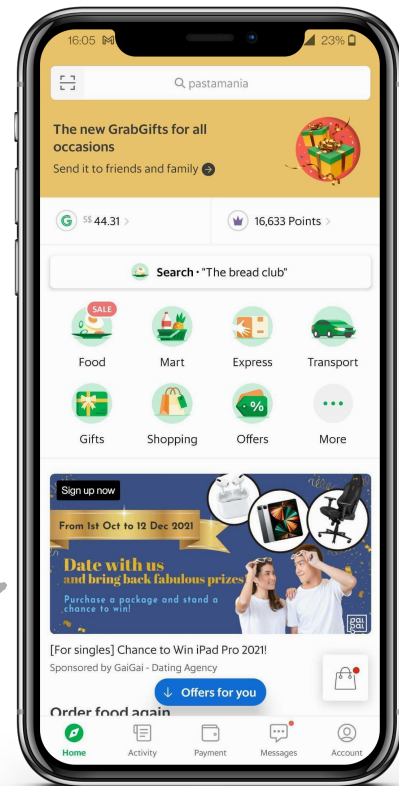 16:05
23%
pastamania
The new GrabGifts for all
occasions
Send it to friends and family
G S$ 44.31
16,633 Points
Search · "The bread club"
SALE
Food
Mart
Express
Transport
%
Gifts
Shopping
Offers
More
Sign up now
From 1st Oct to 12 Dec 2021
Date with us
and bring back fabulous prizes
Purchase a package and stand a
chance to win!
gai
gai
[For singles] Chance to Win iPad Pro 2021!
Sponsored by GaiGai - Dating Agency
Offers for you
Order food again
Home
Activity
Payment
Messages
Account